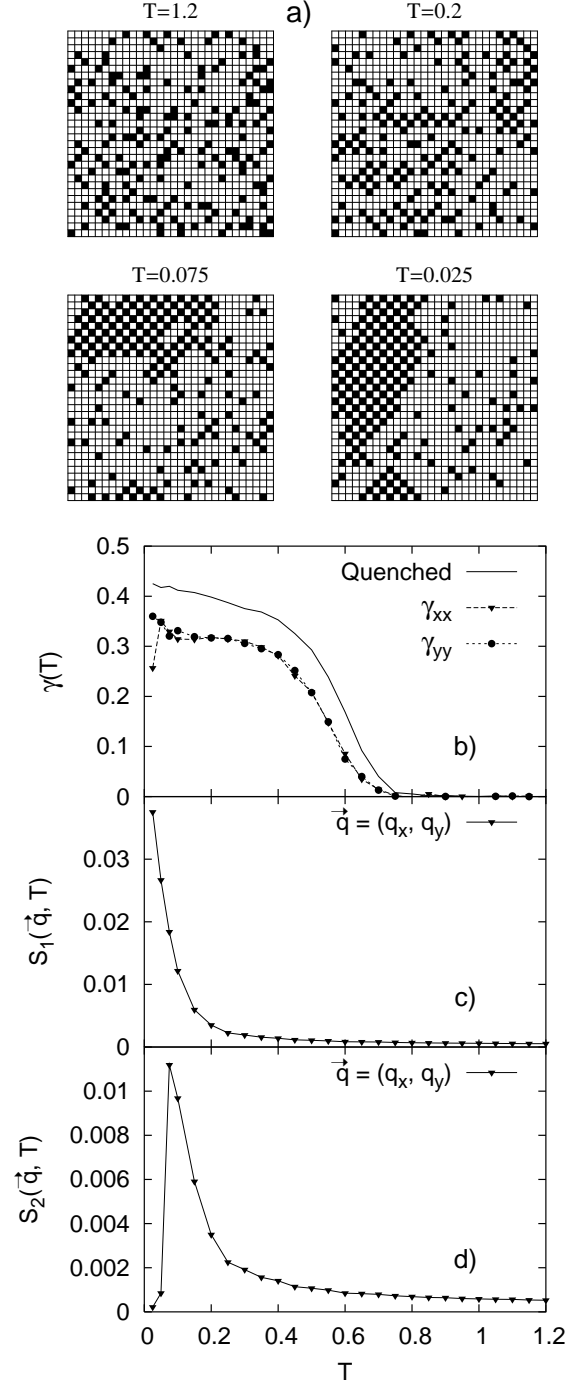 a)
T=1.2 T=0.2
T=0.075 T=0.025
0.5
0.4
0.3
0.2
0.1
0
γ(T)
Quenched
γxx
γyy
b)
0.03
0.02
0.01
0
S1(q⃗, T)
q⃗ = (qx, qy)
c)
0.01
0.008
0.006
0.004
0.002
0
S2(q⃗, T)
q⃗ = (qx, qy)
d)
0 0.2 0.4 0.6 0.8 1 1.2
T